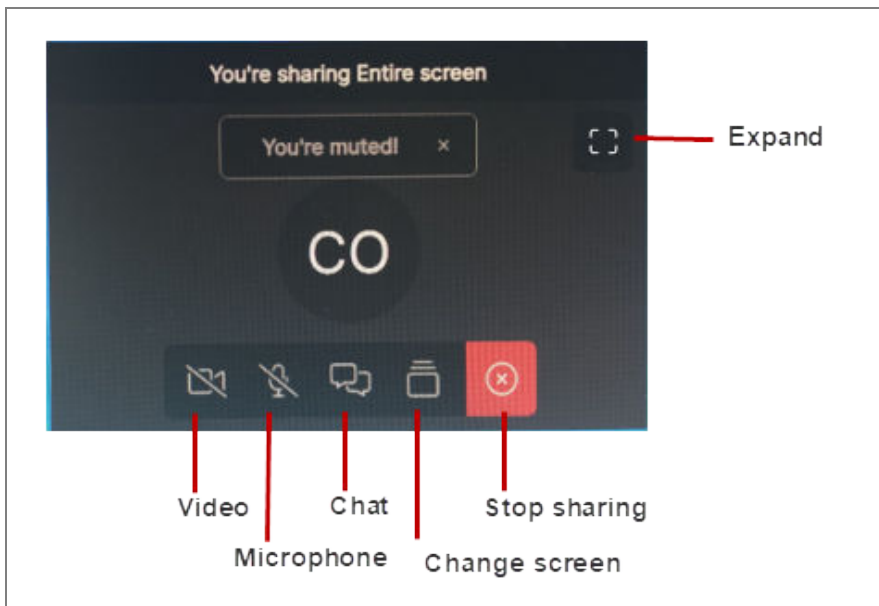 You're sharing Entire screen
You're muted! ×
Expand
CO
Video
Chat
Stop sharing
Microphone
Change screen